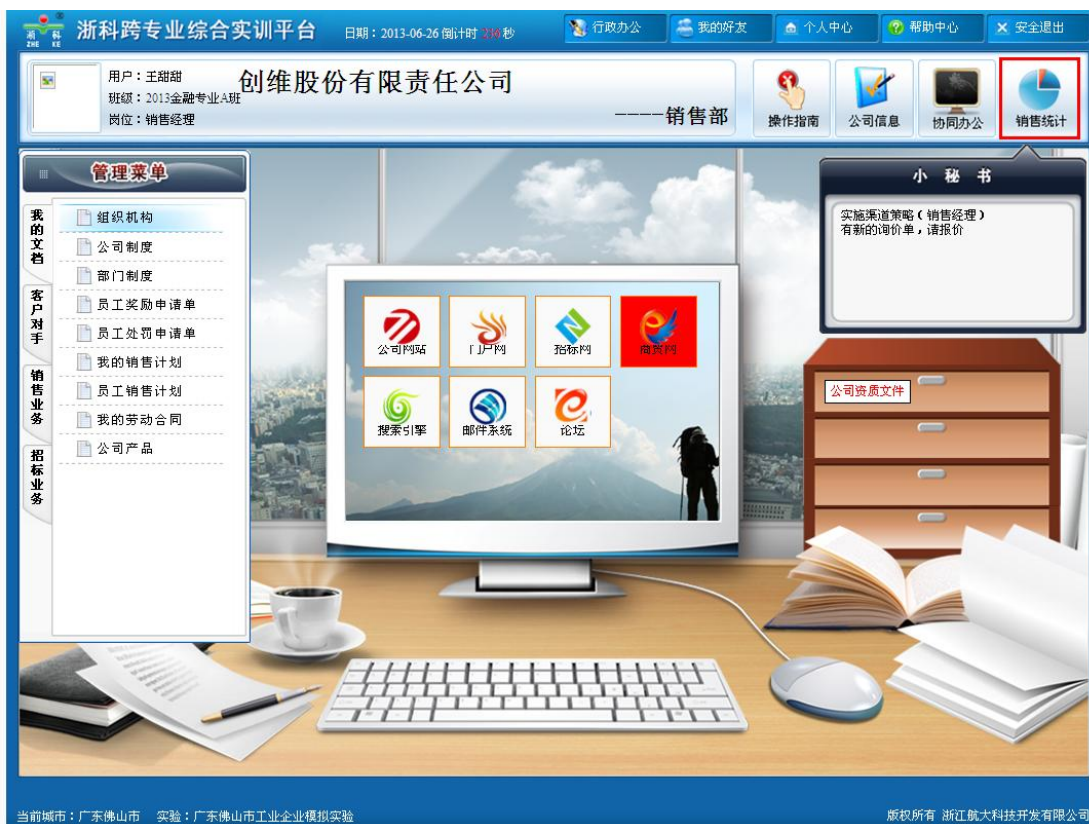 浙科
ZHE KE
浙科跨专业综合实训平台
日期：2013-06-26 倒计时 236秒
行政办公
我的好友
个人中心
帮助中心
安全退出
用户：王甜甜
班级：2013金融专业A班
岗位：销售经理
创维股份有限责任公司
----销售部
操作指南
公司信息
协同办公
销售统计
管理菜单
我的文档
客户对手
销售业务
招标业务
组织机构
公司制度
部门制度
员工奖励申请单
员工处罚申请单
我的销售计划
员工销售计划
我的劳动合同
公司产品
公司网站
门户网
招标网
商贸网
搜索引擎
邮件系统
论坛
小秘书
实施渠道策略(销售经理)
有新的询价单，请报价
公司资质文件
当前城市：广东佛山市 实验：广东佛山市工业企业模拟实验
版权所有 浙江航大科技开发有限公司